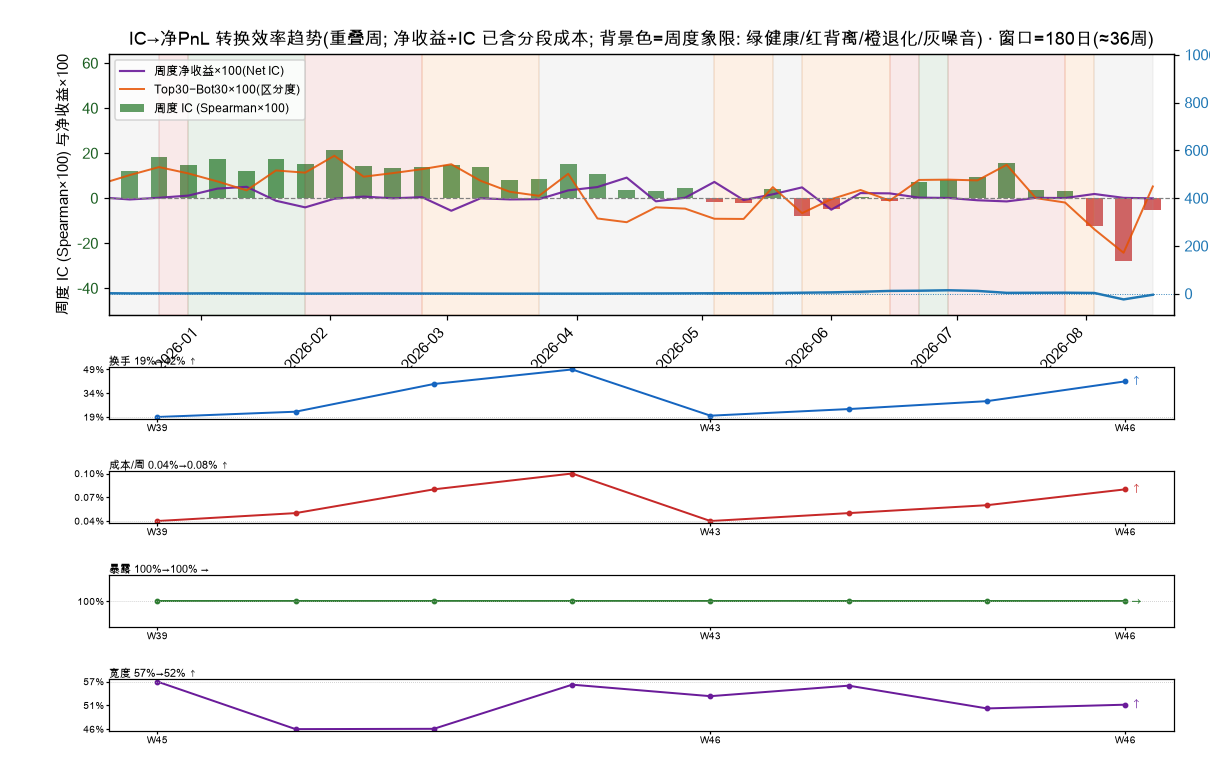 IC→净PnL 转换效率趋势(重叠周; 净收益÷IC 已含分段成本; 背景色=周度象限: 绿健康/红背离/橙退化/灰噪音) · 窗口=180日(≈36周)
周度 IC (Spearman×100) 与净收益×100
60
40
20
0
-20
-40
周度净收益×100(Net IC)
Top30−Bot30×100(区分度)
周度 IC (Spearman×100)
800
600
400
200
0
2026-01
2026-02
2026-03
2026-04
2026-05
2026-06
2026-07
2026-08
换手 19%→42% ↑
49%
34%
19%
↑
W39
W43
W46
成本/周 0.04%→0.08% ↑
0.10%
0.07%
0.04%
↑
W39
W43
W46
暴露 100%→100% →
100%
→
W39
W43
W46
宽度 57%→52% ↑
57%
51%
46%
↑
W45
W46
W46